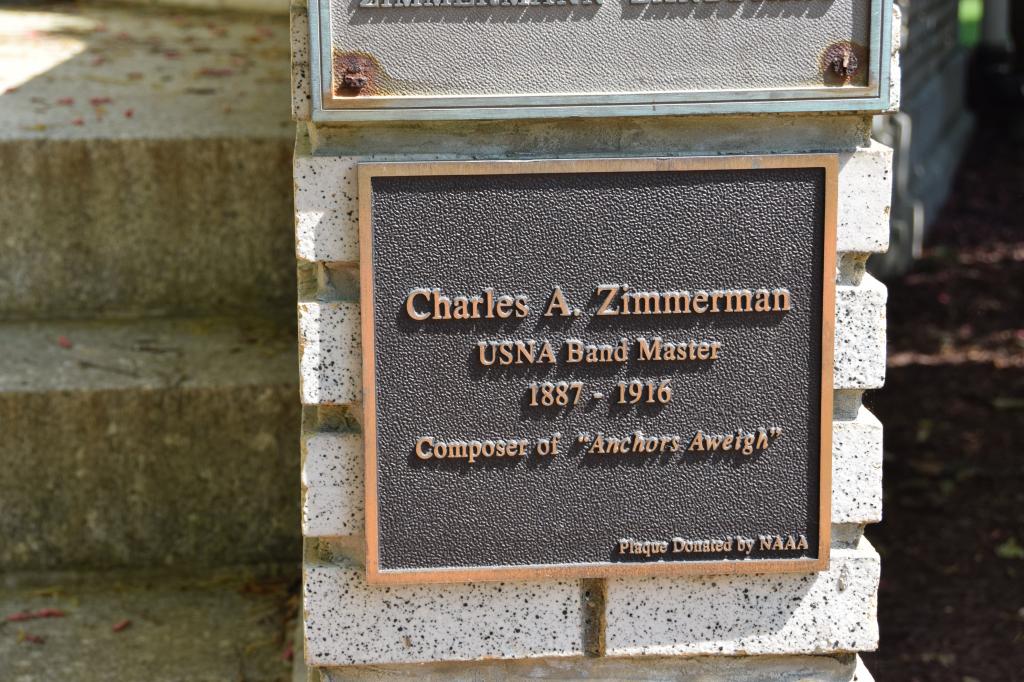 Charles A. Zimmerman
USNA Band Master
1887 - 1916
Composer of "Anchors Aweigh"
Plaque Donated by NAAA